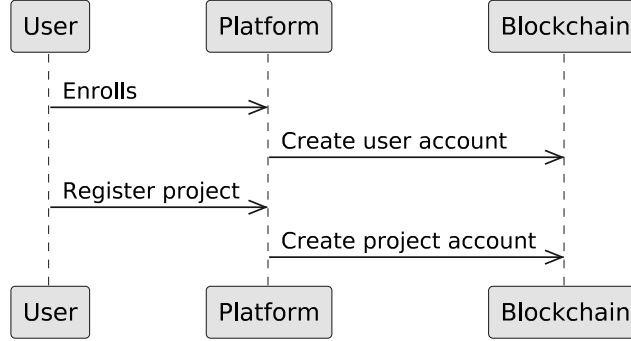 User Platform Blockchain
Enrolls
Create user account
Register project
Create project account
User Platform Blockchain